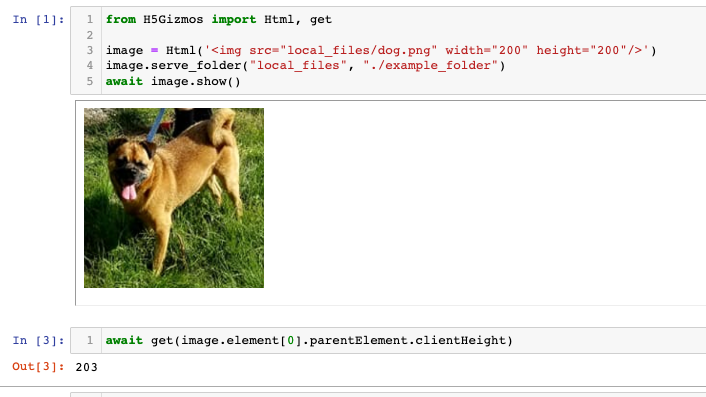 In [1]:
1 from H5Gizmos import Html, get
2
3 image = Html('<img src="local_files/dog.png" width="200" height="200"/>')
4 image.serve_folder("local_files", "./example_folder")
5 await image.show()
In [3]:
1 await get(image.element[0].parentElement.clientHeight)
Out[3]: 203